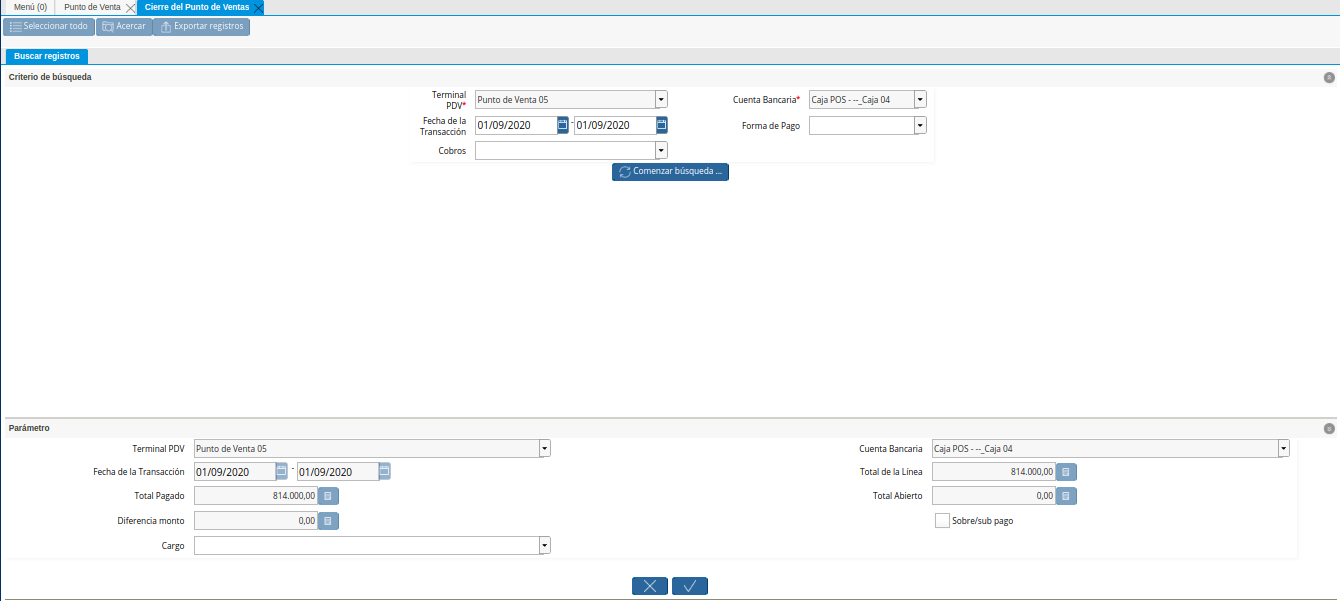 Menú (0) Punto de Venta Cierre del Punto de Ventas
Seleccionar todo Acercar Exportar registros
Buscar registros
Criterio de búsqueda
Terminal PDV* Punto de Venta 05 Cuenta Bancaria* Caja POS - --_Caja 04
Fecha de la Transacción 01/09/2020 - 01/09/2020 Forma de Pago
Cobros
Comenzar búsqueda ...
Parámetro
Terminal PDV Punto de Venta 05 Cuenta Bancaria Caja POS - --_Caja 04
Fecha de la Transacción 01/09/2020 - 01/09/2020 Total de la Línea 814.000,00
Total Pagado 814.000,00 Total Abierto 0,00
Diferencia monto 0,00 Sobre/sub pago
Cargo